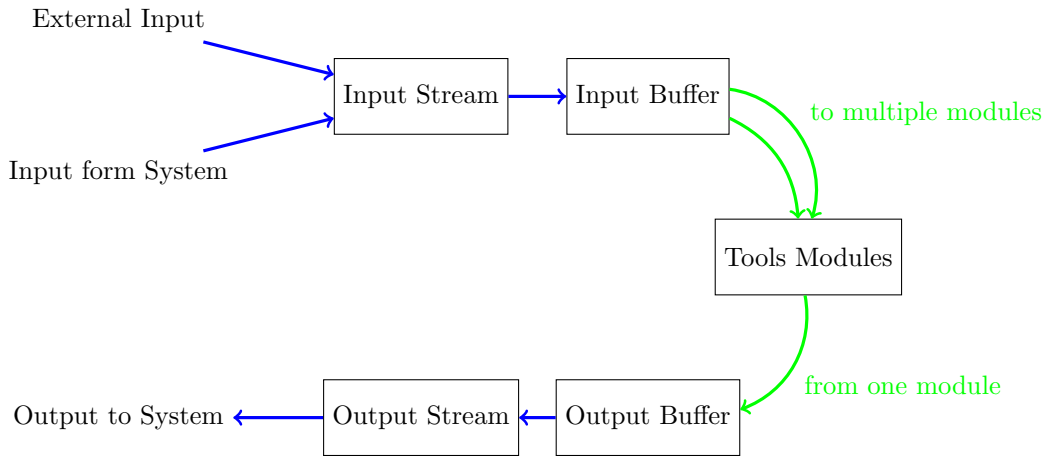 External Input
Input Stream
Input Buffer
to multiple modules
Input form System
Tools Modules
from one module
Output to System
Output Stream
Output Buffer